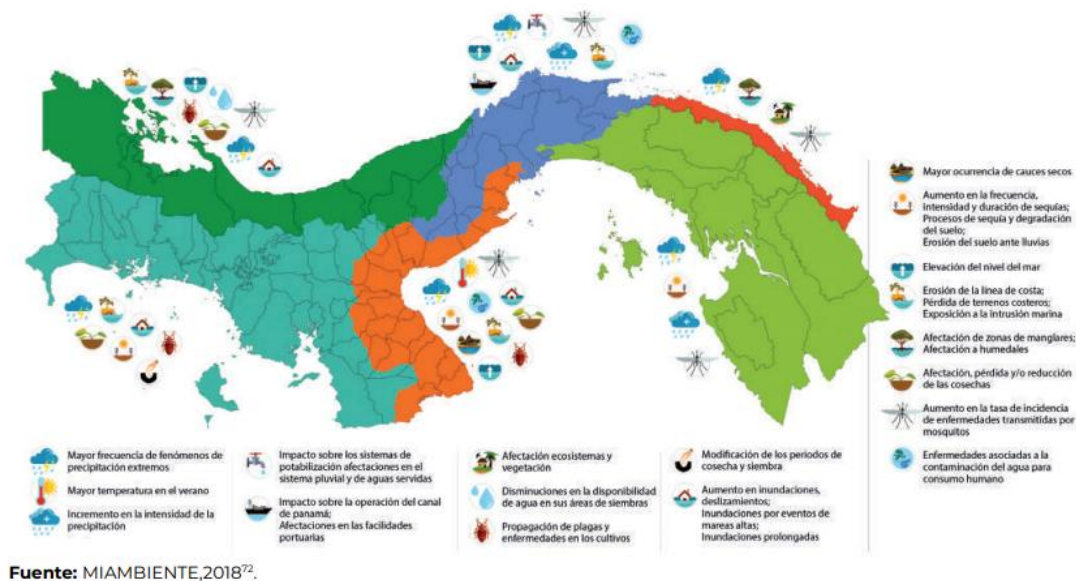 Mayor ocurrencia de cauces secos
Aumento en la frecuencia,
intensidad y duración de sequías;
Procesos de sequía y degradación
del suelo;
Erosión del suelo ante lluvias
Elevación del nivel del mar
Erosión de la línea de costa;
Pérdida de terrenos costeros;
Exposición a la intrusión marina
Afectación de zonas de manglares;
Afectación a humedales
Afectación, pérdida y/o reducción
de las cosechas
Aumento en la tasa de incidencia
de enfermedades transmitidas por
mosquitos
Enfermedades asociadas a la
contaminación del agua para
consumo humano
Mayor frecuencia de fenómenos de
precipitación extremos
Mayor temperatura en el verano
Incremento en la intensidad de la
precipitación
Impacto sobre los sistemas de
potabilización afectaciones en el
sistema pluvial y de aguas servidas
Impacto sobre la operación del canal
de panamá;
Afectaciones en las facilidades
portuarias
Afectación ecosistemas y
vegetación
Disminuciones en la disponibilidad
de agua en sus áreas de siembras
Propagación de plagas y
enfermedades en los cultivos
Modificación de los periodos de
cosecha y siembra
Aumento en inundaciones,
deslizamientos;
Inundaciones por eventos de
mareas altas;
Inundaciones prolongadas
Fuente: MIAMBIENTE,2018⁷².